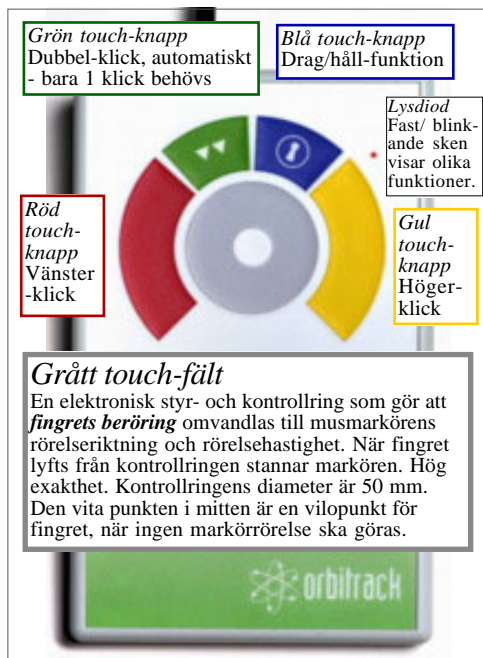 Grön touch-knapp
Dubbel-klick, automatiskt
- bara 1 klick behövs
Blå touch-knapp
Drag/håll-funktion
Lysdiod
Fast/ blink-
ande sken
visar olika
funktioner.
Röd
touch-
knapp
Vänster
-klick
Gul
touch-
knapp
Höger-
klick
Grått touch-fält
En elektronisk styr- och kontrollring som gör att
fingrets beröring omvandlas till musmarkörens
rörelseriktning och rörelsehastighet. När fingret
lyfts från kontrollringen stannar markören. Hög
exakthet. Kontrollringens diameter är 50 mm.
Den vita punkten i mitten är en vilopunkt för
fingret, när ingen markörrörelse ska göras.
orbitrack